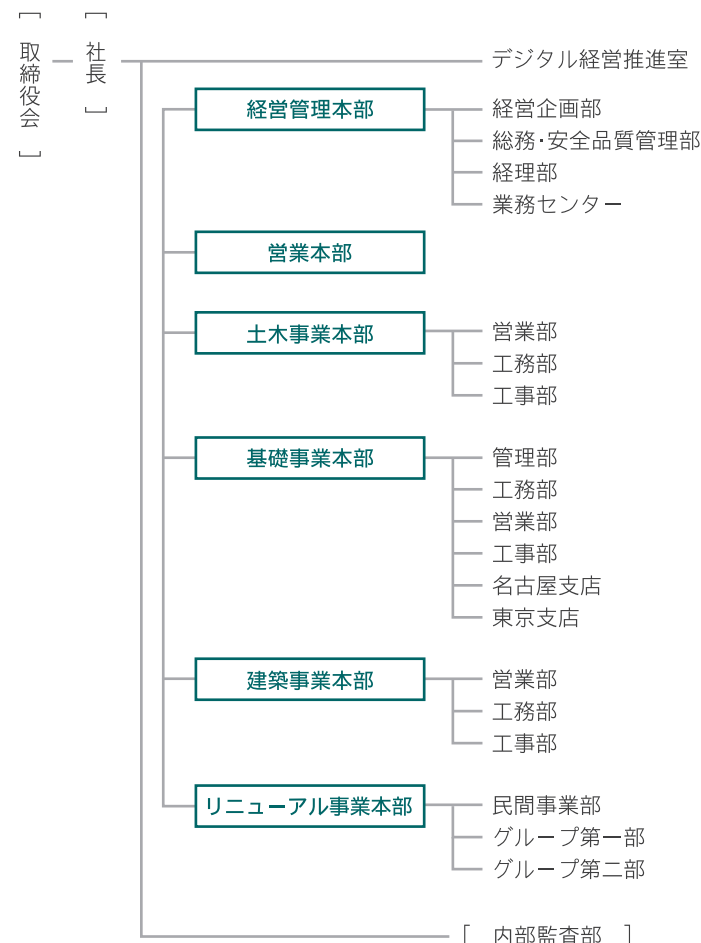 [取締役会]
[社長]
デジタル経営推進室
経営管理本部
経営企画部
総務・安全品質管理部
経理部
業務センター
営業本部
土木事業本部
営業部
工務部
工事部
基礎事業本部
管理部
工務部
営業部
工事部
名古屋支店
東京支店
建築事業本部
営業部
工務部
工事部
リニューアル事業本部
民間事業部
グループ第一部
グループ第二部
[内部監査部]